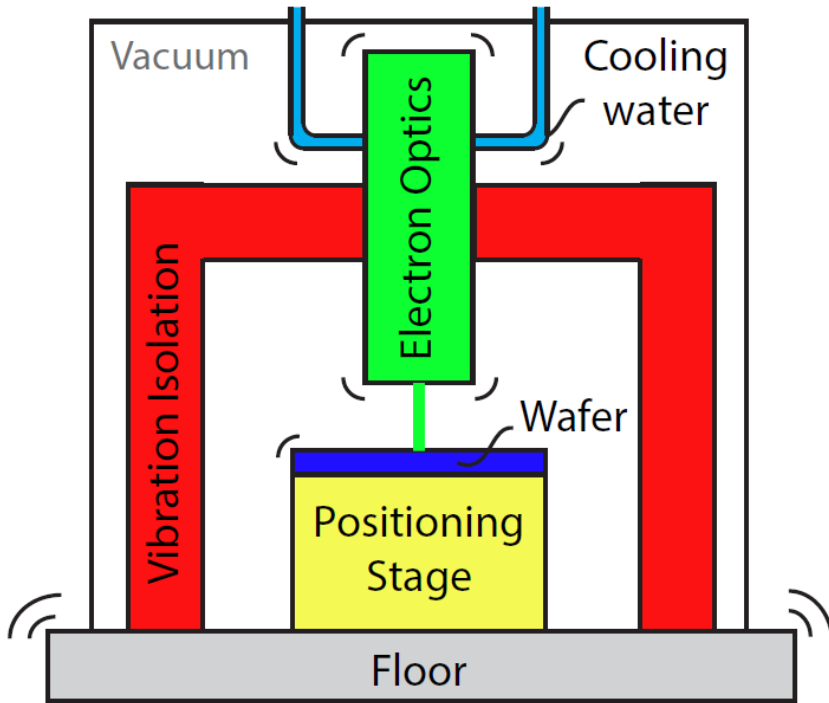 Vacuum
Cooling
water
Electron Optics
Vibration Isolation
Wafer
Positioning
Stage
Floor